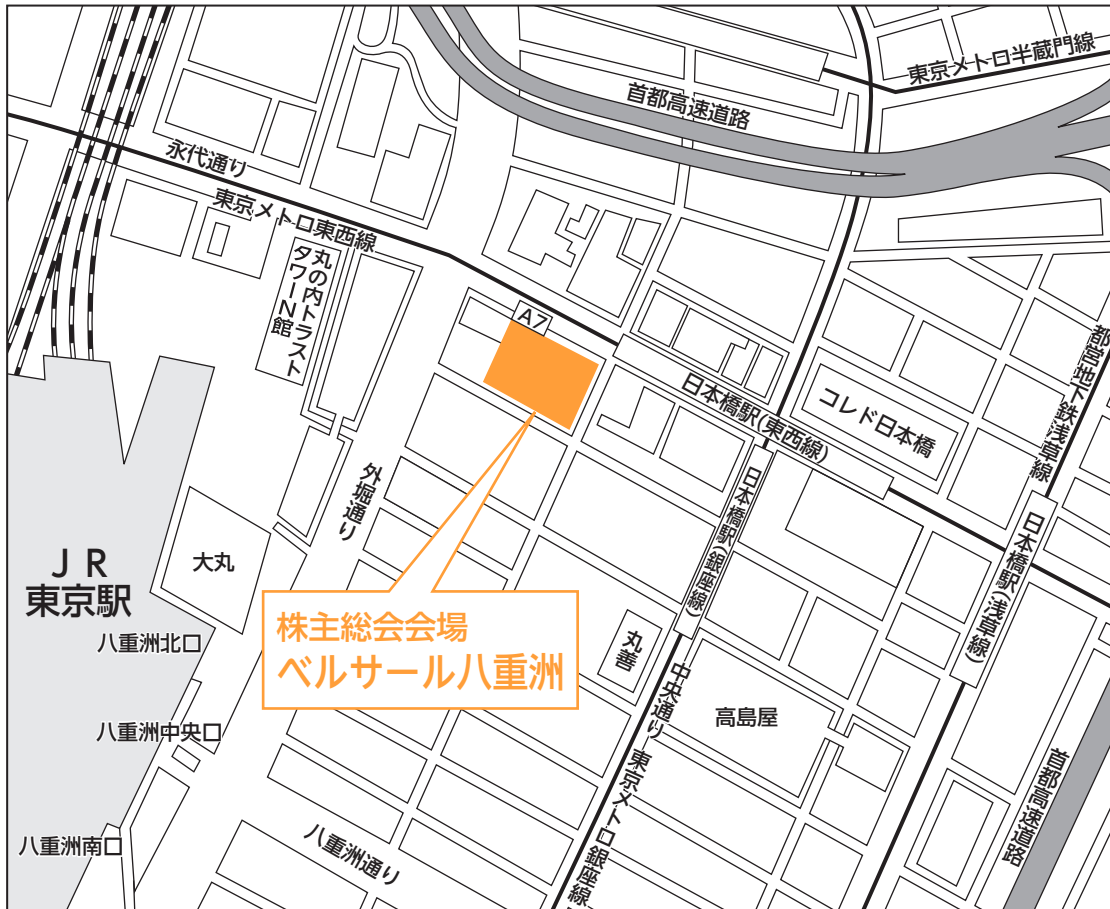 東京メトロ半蔵門線
首都高速道路
永代通り
東京メトロ東西線
丸の内トラスト
タワーN館
A7
日本橋駅(東西線)
コレド日本橋
都営地下鉄浅草線
外堀通り
日本橋駅(銀座線)
日本橋駅(浅草線)
JR
東京駅
大丸
八重洲北口
株主総会会場
ベルサール八重洲
丸善
中央通り
高島屋
八重洲中央口
東京メトロ銀座線
首都高速道路
八重洲南口
八重洲通り